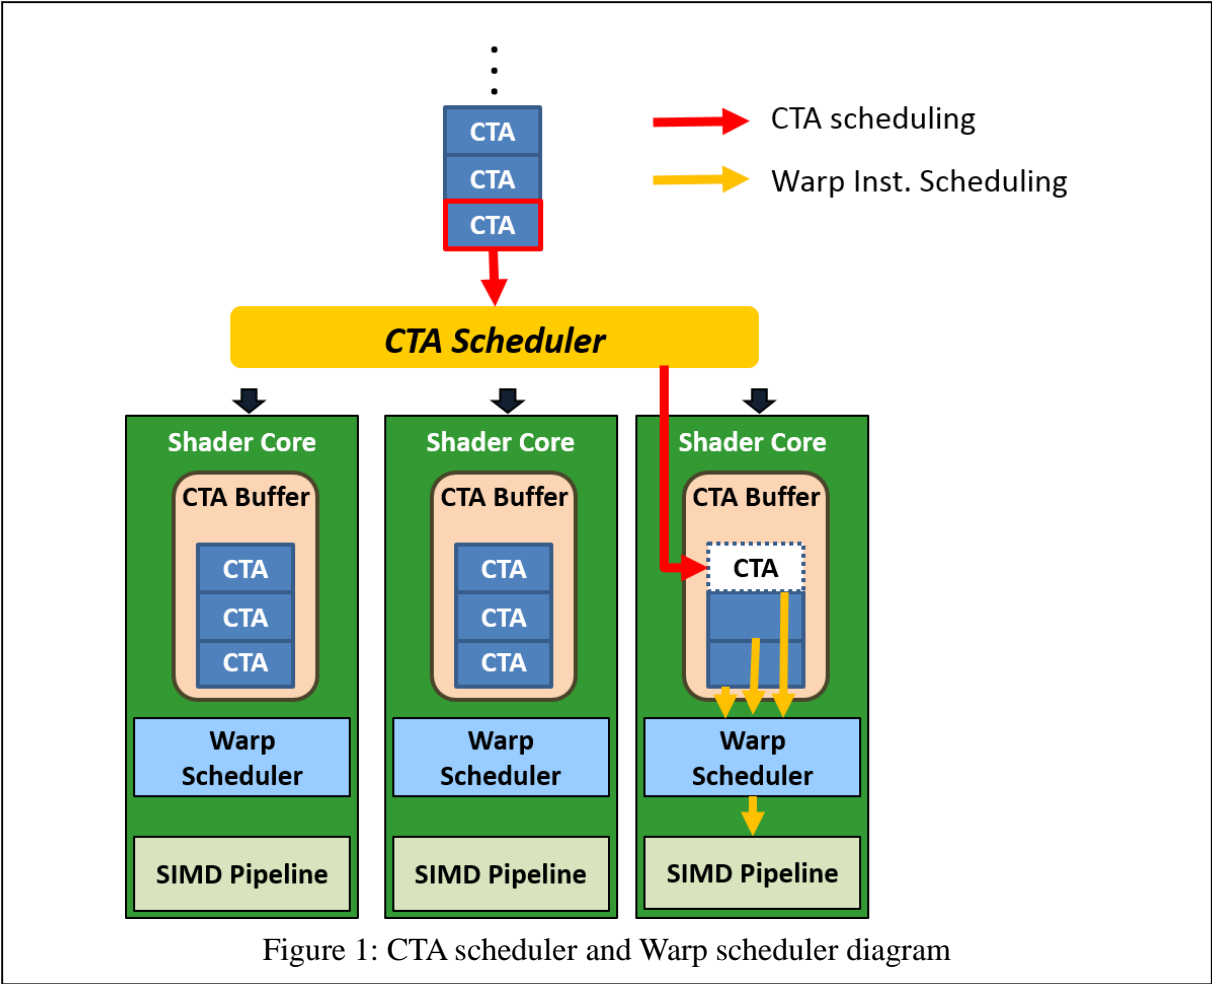 CTA
CTA
CTA
CTA scheduling
Warp Inst. Scheduling
CTA Scheduler
Shader Core
CTA Buffer
CTA
CTA
CTA
Warp
Scheduler
SIMD Pipeline
Shader Core
CTA Buffer
CTA
CTA
CTA
Warp
Scheduler
SIMD Pipeline
Shader Core
CTA Buffer
CTA
Warp
Scheduler
SIMD Pipeline
Figure 1: CTA scheduler and Warp scheduler diagram